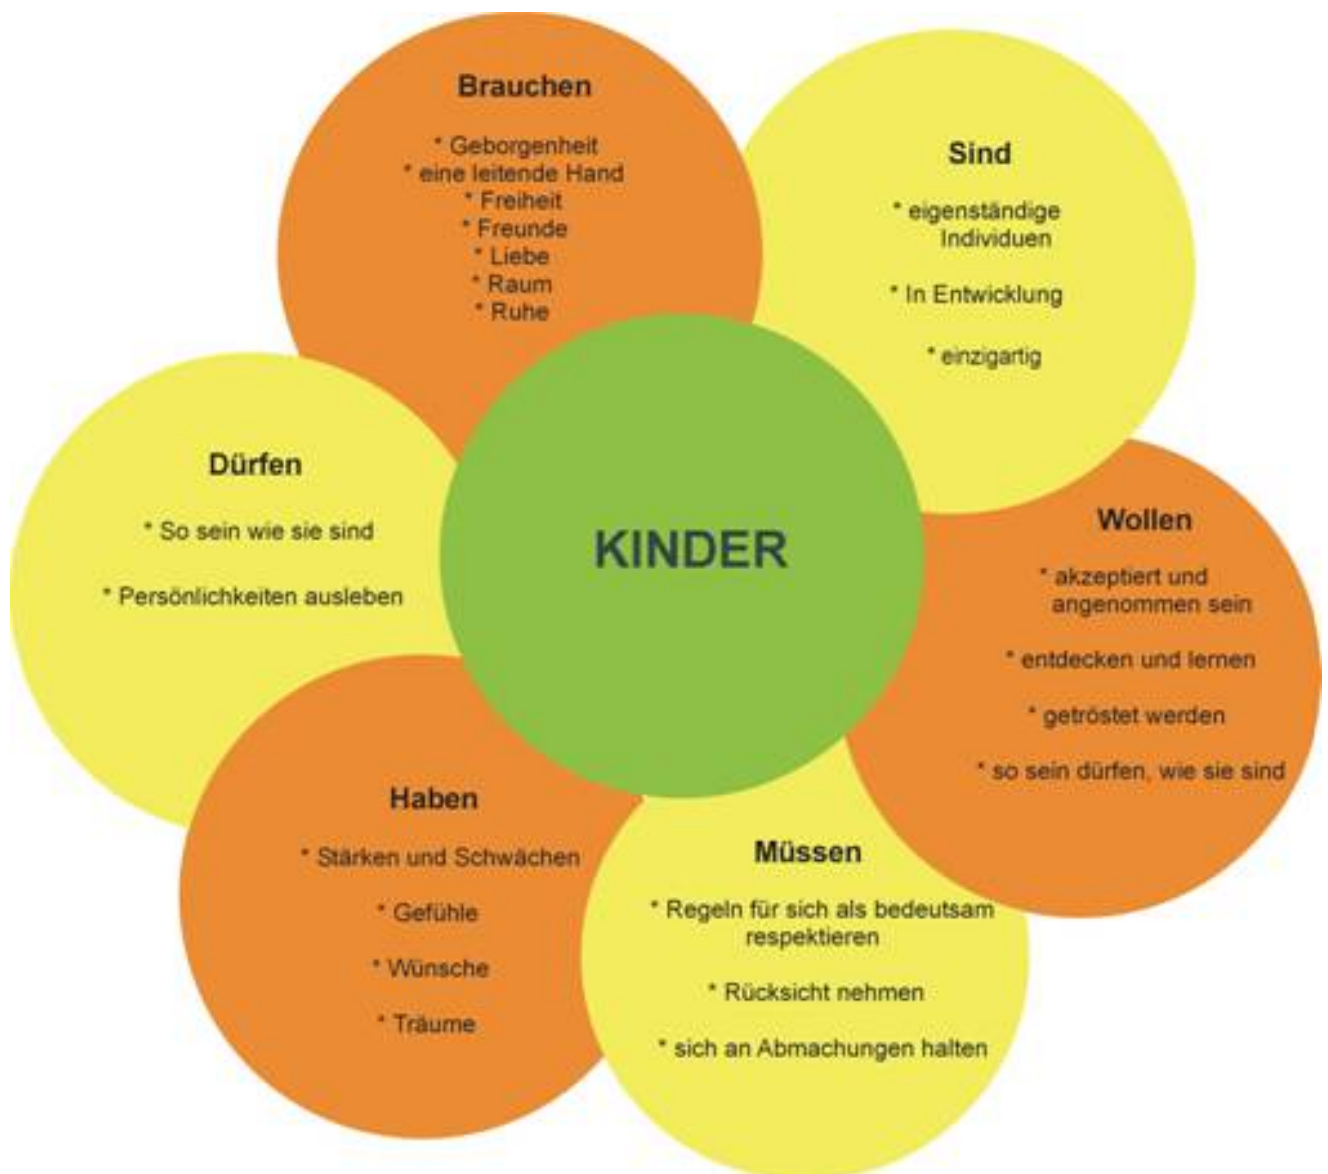 Brauchen
* Geborgenheit
* eine leitende Hand
* Freiheit
* Freunde
* Liebe
* Raum
* Ruhe
Sind
* eigenständige
Individuen
* In Entwicklung
* einzigartig
Wollen
* akzeptiert und
angenommen sein
* entdecken und lernen
* getröstet werden
* so sein dürfen, wie sie sind
Müssen
* Regeln für sich als bedeutsam
respektieren
* Rücksicht nehmen
* sich an Abmachungen halten
Haben
* Stärken und Schwächen
* Gefühle
* Wünsche
* Träume
Dürfen
* So sein wie sie sind
* Persönlichkeiten ausleben
KINDER